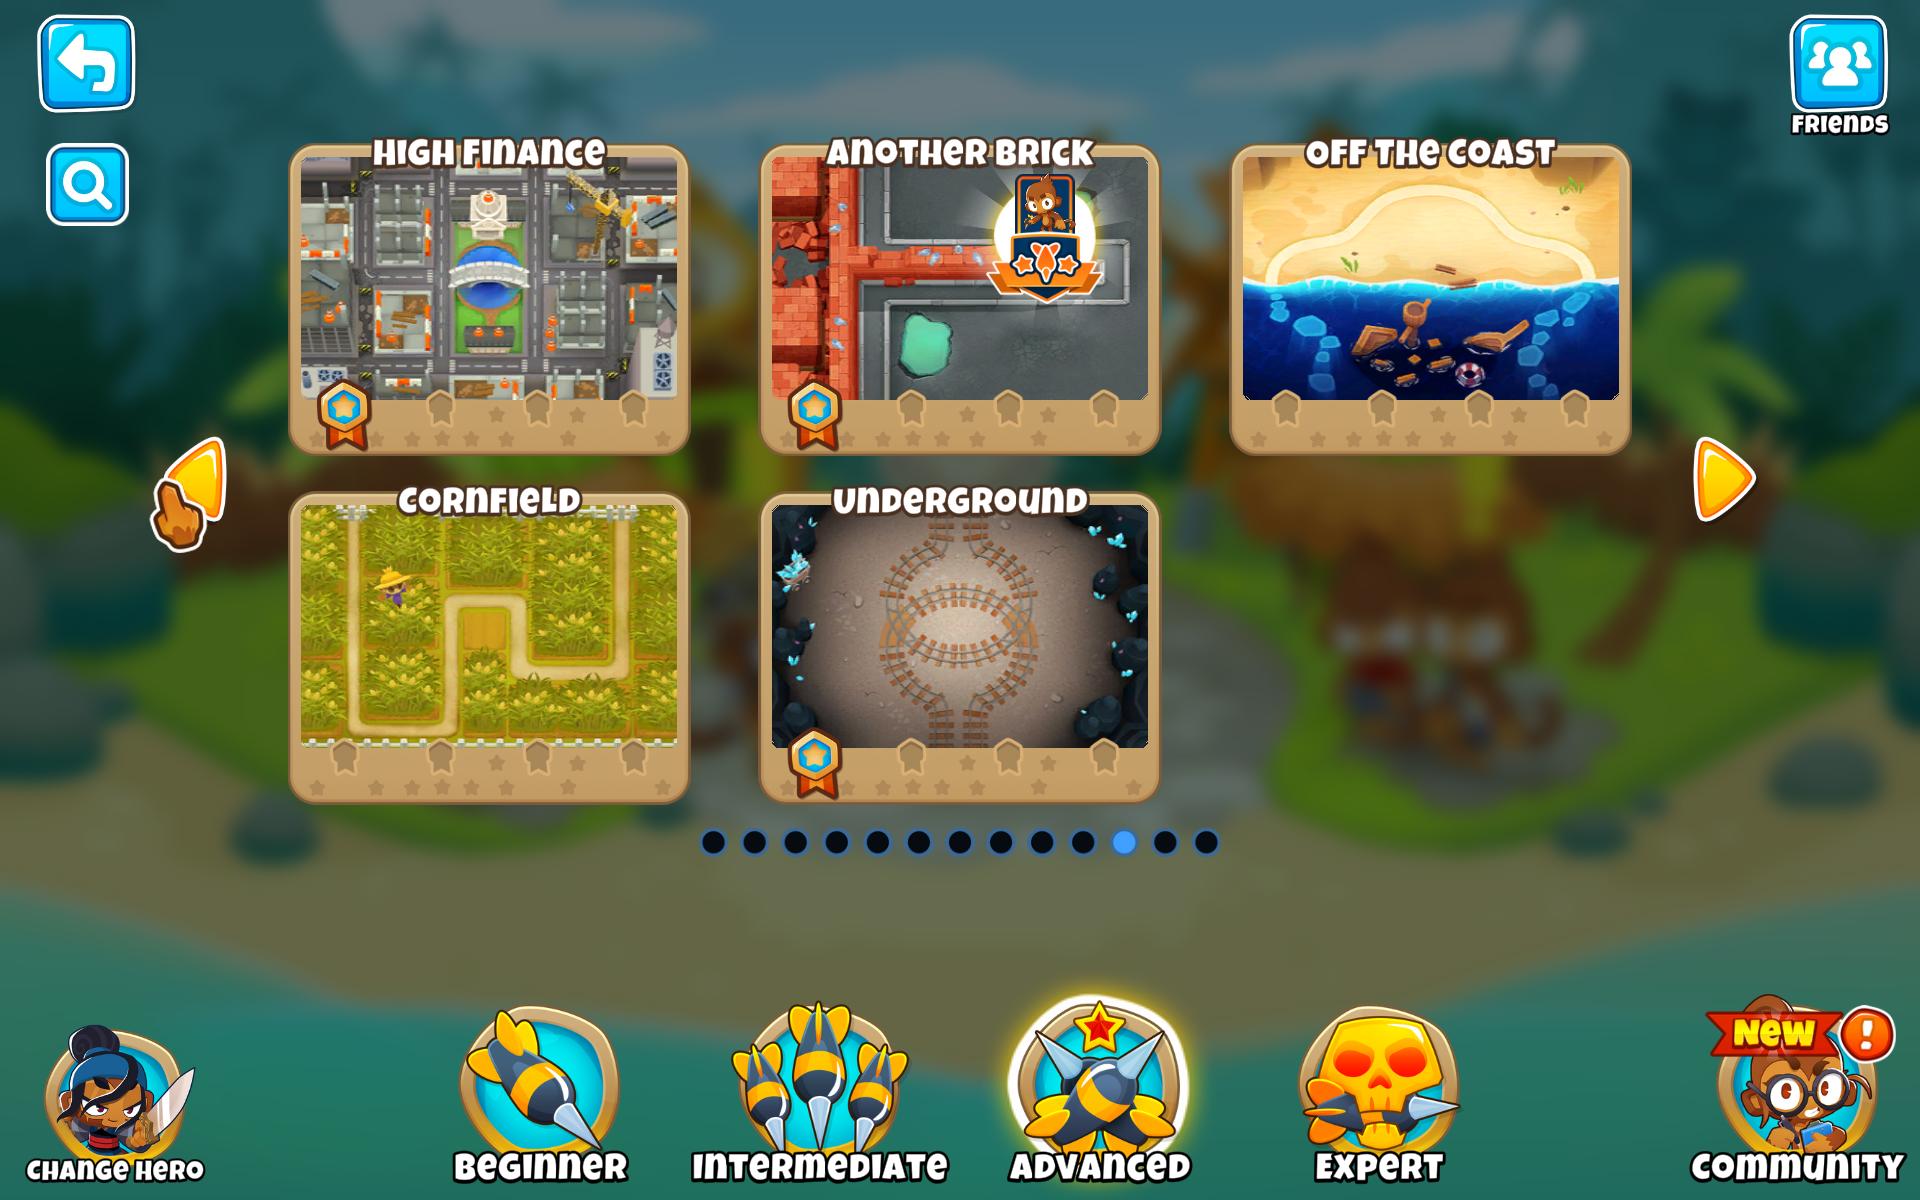 FRIENDS
HIGH FINANCE
ANOTHER BRICK
OFF THE COAST
CORNFIELD
UNDERGROUND
NEW
!
CHANGE HERO
BEGINNER
INTERMEDIATE
ADVANCED
EXPERT
COMMUNITY